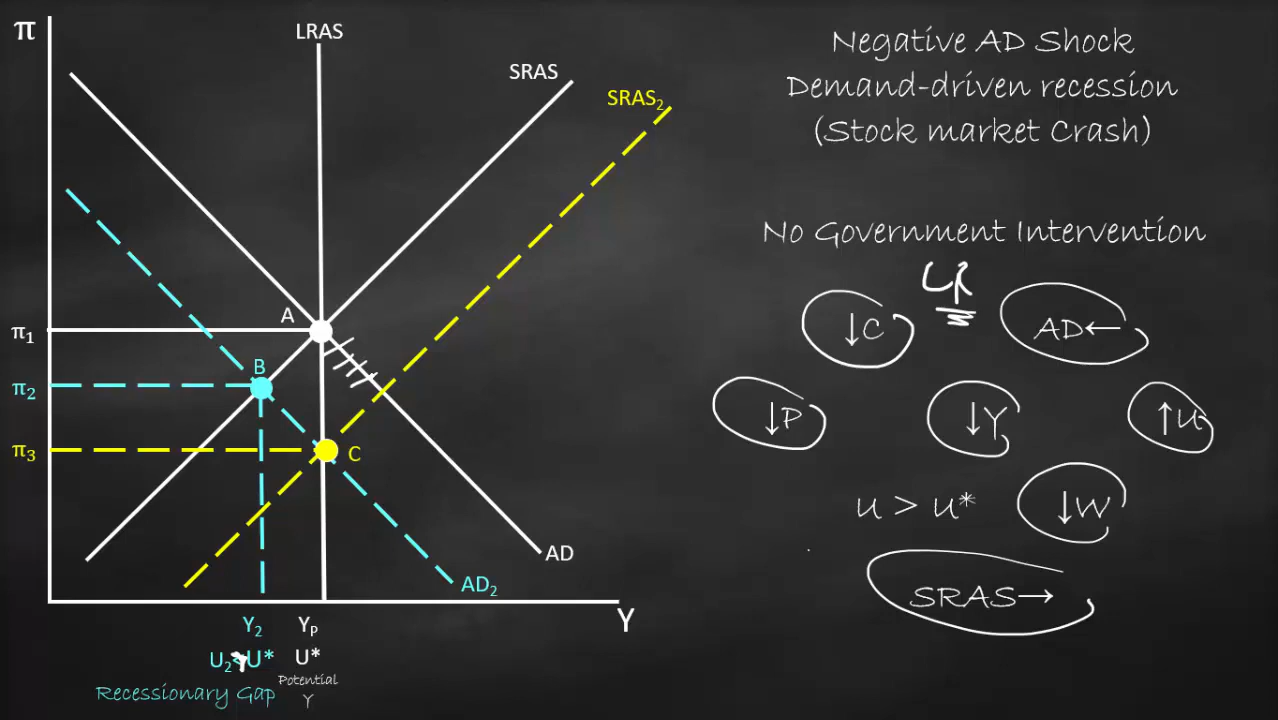 π
LRAS
SRAS
SRAS₂
Negative AD Shock
Demand-driven recession
(Stock market Crash)
No Government Intervention
LR
↓C
AD←
A
π₁
B
π₂
↓P
↓Y
↑U
C
π₃
U > U*
↓W
AD
AD₂
SRAS→
Y₂
Yₚ
Y
U₂ U*
U*
Potential
Y
Recessionary Gap